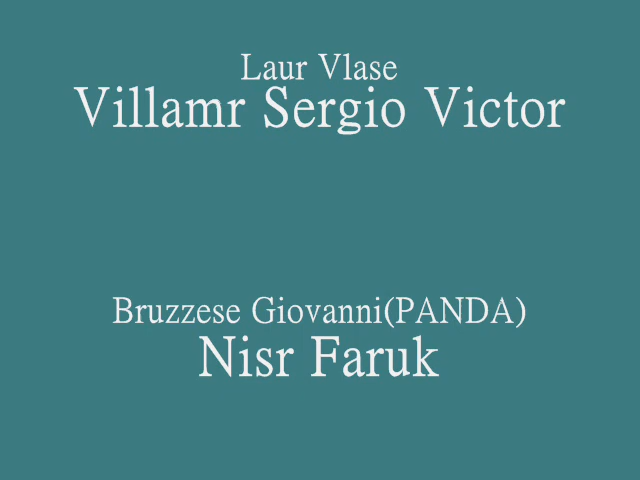 Laur Vlase
Villamr Sergio Victor
Bruzzese Giovanni(PANDA)
Nisr Faruk